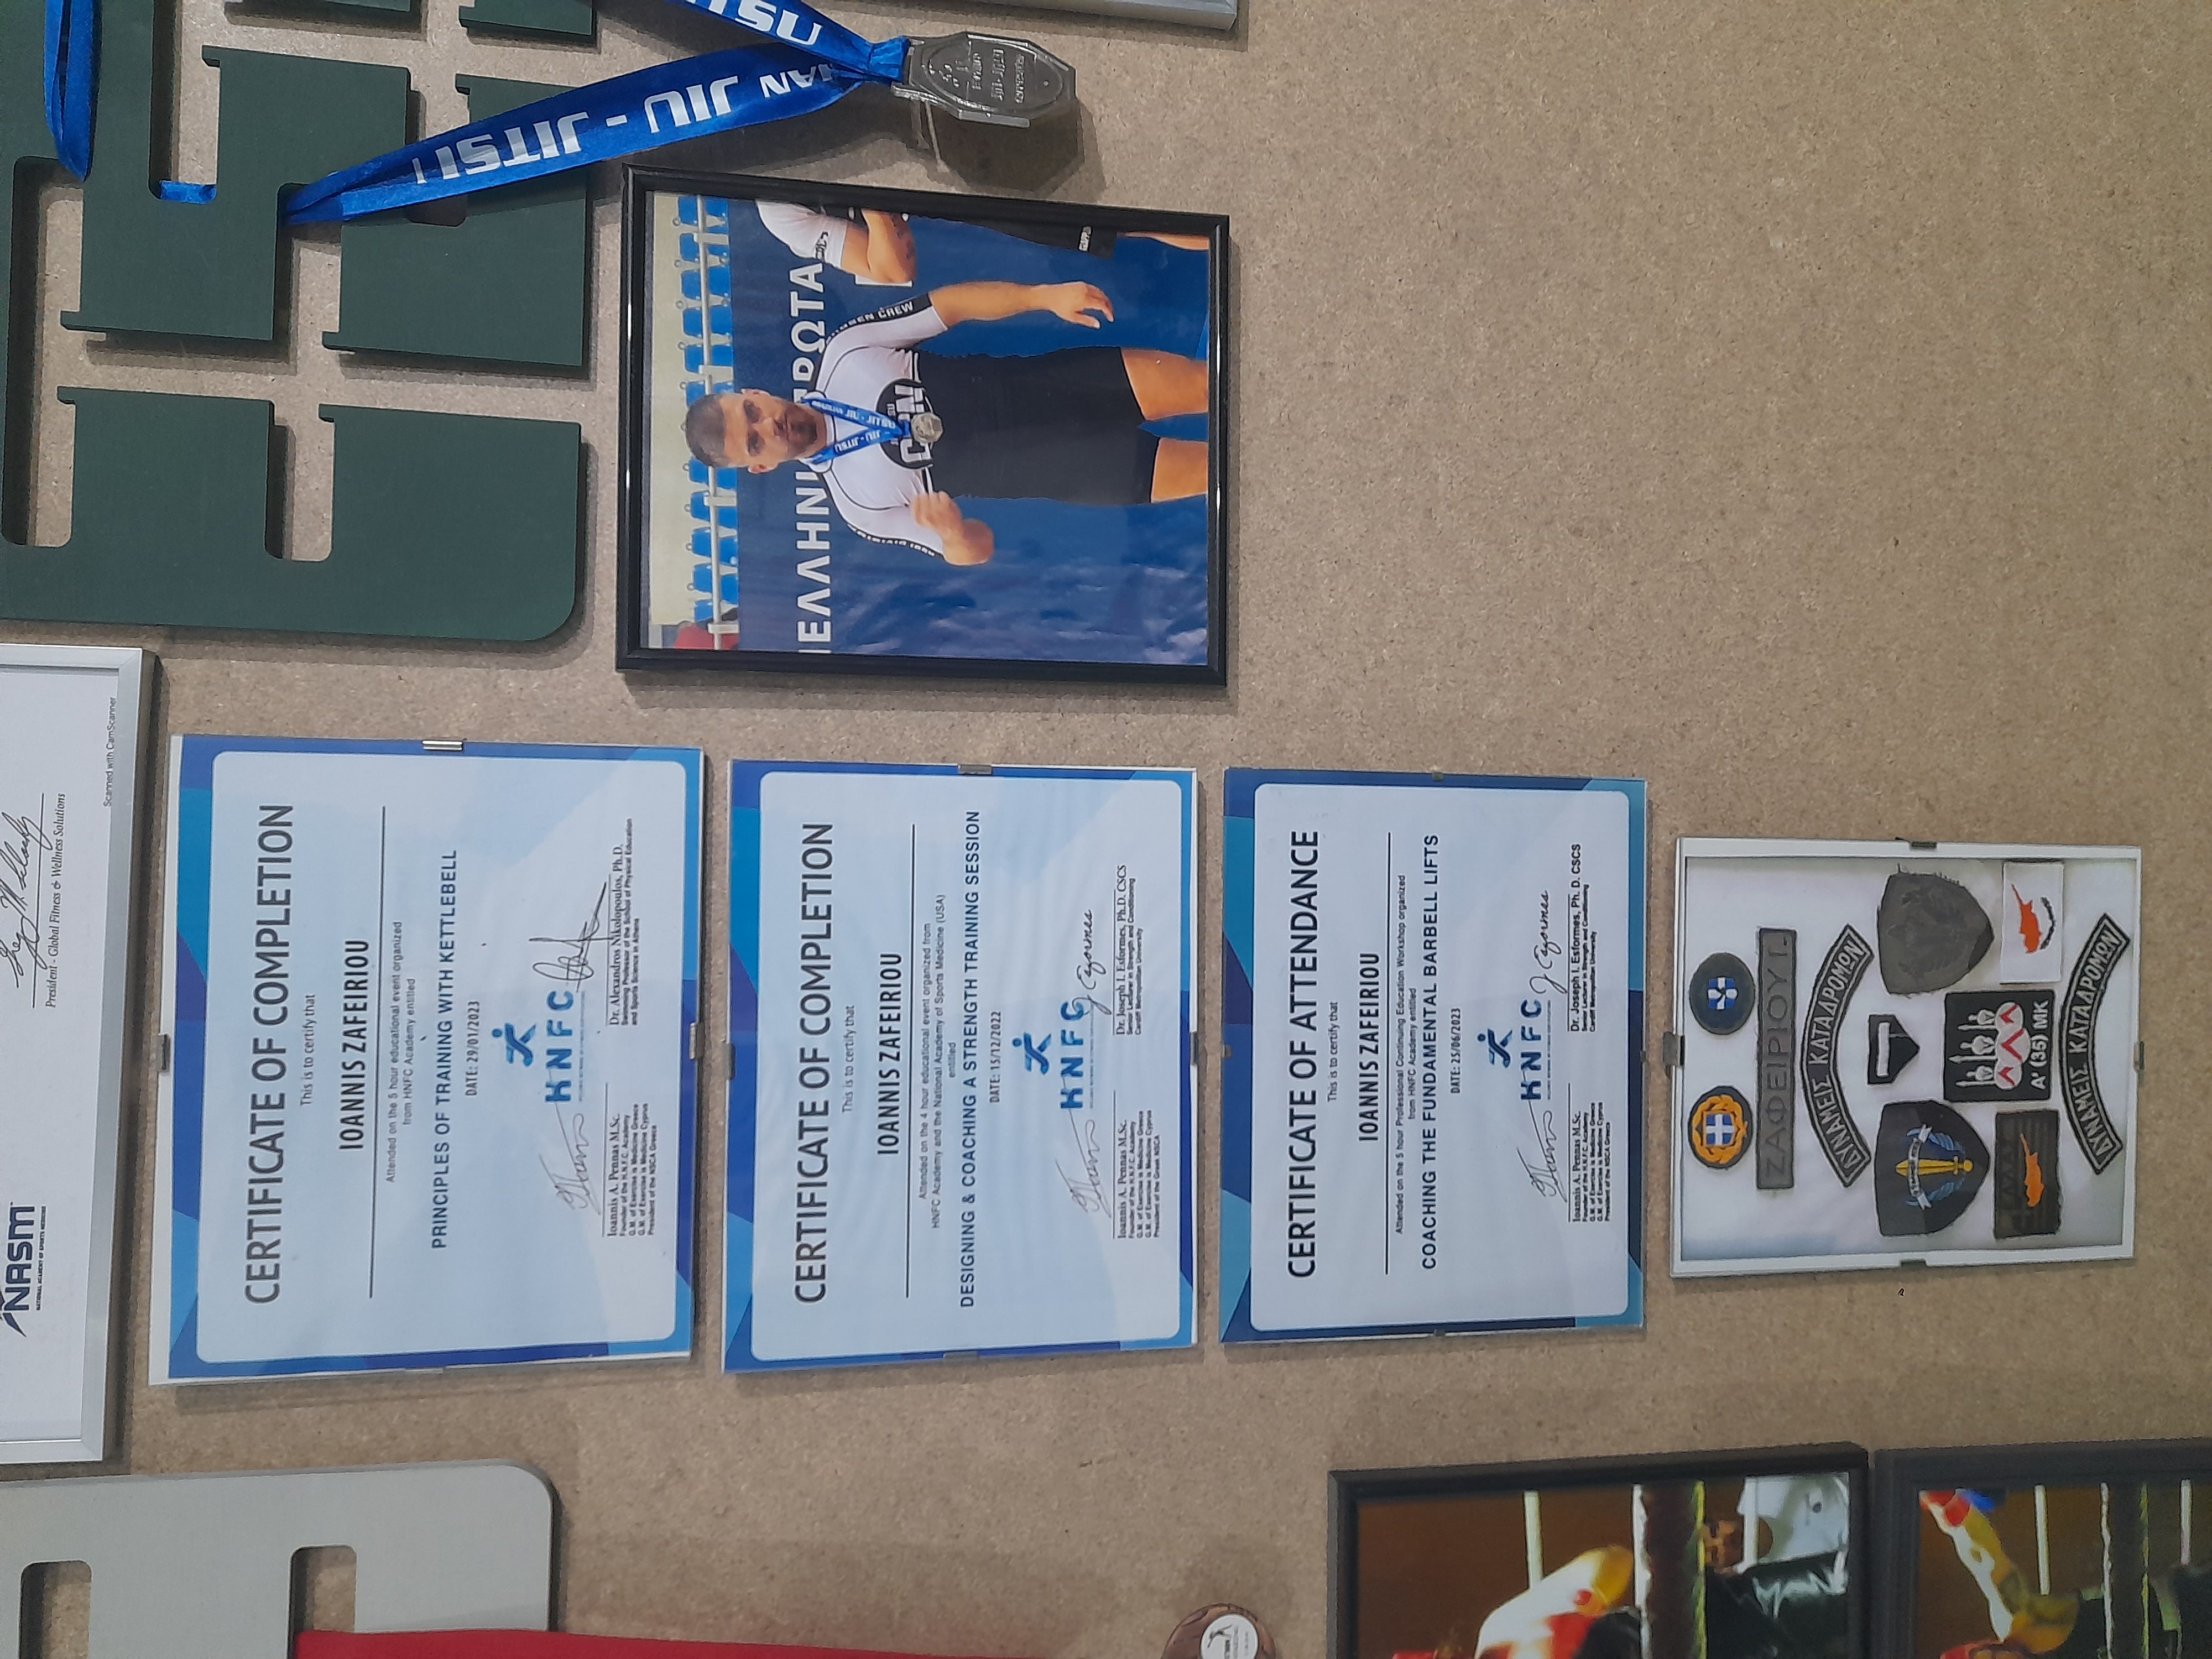 NASM
NATIONAL ACADEMY OF SPORTS MEDICINE
President - Global Fitness & Wellness Solutions
Scanned with CamScanner
CERTIFICATE OF COMPLETION
This is to certify that
IOANNIS ZAFEIRIOU
Attended on the 5 hour educational event organized
from HNFC Academy entitled
PRINCIPLES OF TRAINING WITH KETTLEBELL
DATE: 29/01/2023
HNFC
Ioannis A. Pennas M.Sc.
Founder of the H.N.F.C. Academy
G.M. of Exercise is Medicine Greece
G.M. of Exercise is Medicine Cyprus
President of the NSCA Greece
Dr. Alexandros Nikolopoulos, Ph.D.
Swimming Professor of the School of Physical Education
and Sports Science in Athens
CERTIFICATE OF COMPLETION
This is to certify that
IOANNIS ZAFEIRIOU
Attended on the 4 hour educational event organized from
HNFC Academy and the National Academy of Sports Medicine (USA)
entitled
DESIGNING & COACHING A STRENGTH TRAINING SESSION
DATE: 15/12/2022
HNFC
J Esformes
Ioannis A. Pennas M.Sc.
Founder of the H.N.F.C. Academy
G.M. of Exercise is Medicine Greece
G.M. of Exercise is Medicine Cyprus
President of the Greek NSCA
Dr. Joseph I. Esformes, Ph.D. CSCS
Senior Lecturer in Strength and Conditioning
Cardiff Metropolitan University
CERTIFICATE OF ATTENDANCE
This is to certify that
IOANNIS ZAFEIRIOU
Attended on the 5 hour Professional Continuing Education Workshop organized
from HNFC Academy entitled
COACHING THE FUNDAMENTAL BARBELL LIFTS
DATE: 25/06/2023
HNFC
J Esformes
Ioannis A. Pennas M.Sc.
Founder of the H.N.F.C. Academy
G.M. of Exercise is Medicine Greece
G.M. of Exercise is Medicine Cyprus
President of the NSCA Greece
Dr. Joseph I. Esformes, Ph. D. CSCS
Senior Lecturer in Strength and Conditioning
Cardiff Metropolitan University
ΖΑΦΕΙΡΙΟΥ Γ.
ΔΥΝΑΜΕΙΣ ΚΑΤΑΔΡΟΜΩΝ
ΕΛΛΑΣ
Α' (35) ΜΚ
ΔΥΝΑΜΕΙΣ ΚΑΤΑΔΡΟΜΩΝ
JIU - JITSU
ΕΛΛΗΝΙ ΡΩΤΑ
CREW
JIU-JITSU